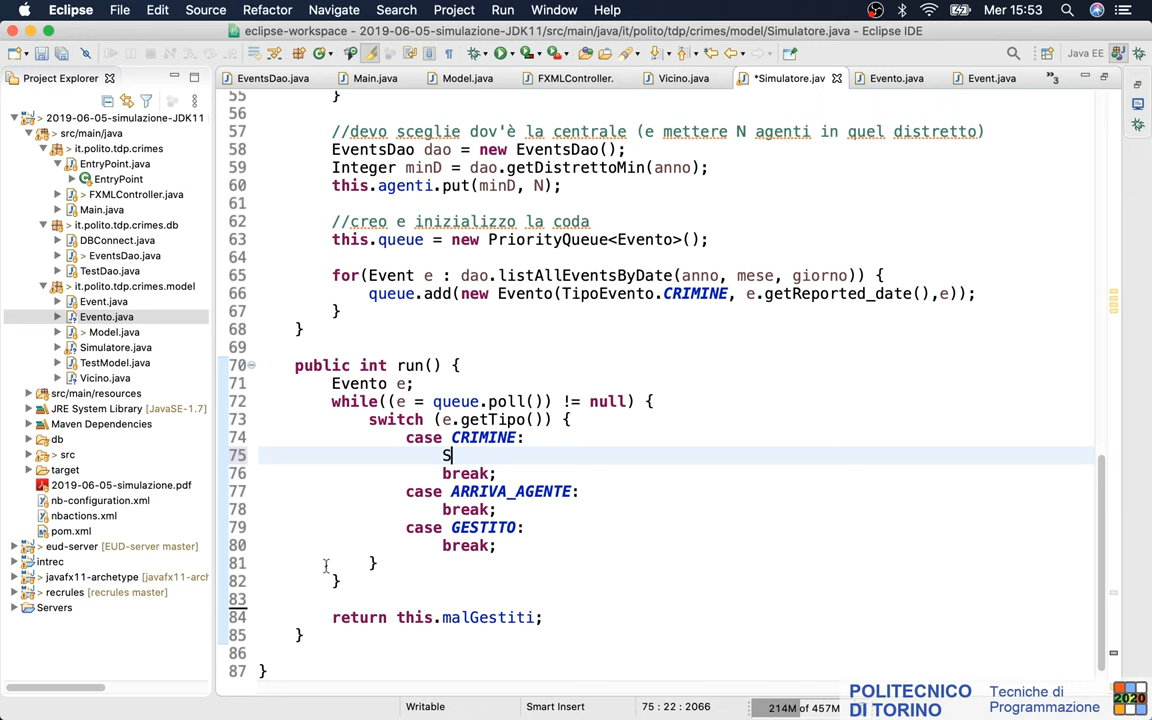 Eclipse File Edit Source Refactor Navigate Search Project Run Window Help Mer 15:53
eclipse-workspace - 2019-06-05-simulazione-JDK11/src/main/java/it/polito/tdp/crimes/model/Simulatore.java - Eclipse IDE
Java EE
Project Explorer
EventsDao.java Main.java Model.java FXMLController. Vicino.java *Simulatore.jav Evento.java Event.java »3
2019-06-05-simulazione-JDK11
src/main/java
it.polito.tdp.crimes
EntryPoint.java
EntryPoint
> FXMLController.java
Main.java
it.polito.tdp.crimes.db
DBConnect.java
> EventsDao.java
TestDao.java
it.polito.tdp.crimes.model
Event.java
Evento.java
> Model.java
Simulatore.java
TestModel.java
Vicino.java
src/main/resources
JRE System Library [JavaSE-1.7]
Maven Dependencies
db
> src
target
2019-06-05-simulazione.pdf
nb-configuration.xml
nbactions.xml
pom.xml
eud-server [EUD-server master]
intrec
> javafx11-archetype [javafx11-arch
recrules [recrules master]
Servers
55 }
56
57 //devo sceglie dov'è la centrale (e mettere N agenti in quel distretto)
58 EventsDao dao = new EventsDao();
59 Integer minD = dao.getDistrettoMin(anno);
60 this.agenti.put(minD, N);
61
62 //creo e inizializzo la coda
63 this.queue = new PriorityQueue<Evento>();
64
65 for(Event e : dao.listAllEventsByDate(anno, mese, giorno)) {
66 queue.add(new Evento(TipoEvento.CRIMINE, e.getReported_date(),e));
67 }
68 }
69
70 public int run() {
71 Evento e;
72 while((e = queue.poll()) != null) {
73 switch (e.getTipo()) {
74 case CRIMINE:
75 S
76 break;
77 case ARRIVA_AGENTE:
78 break;
79 case GESTITO:
80 break;
81 }
82 }
83
84 return this.malGestiti;
85 }
86
87 }
Writable Smart Insert 75 : 22 : 2066 214M of 457M
POLITECNICO
DI TORINO
Tecniche di
Programmazione
2020